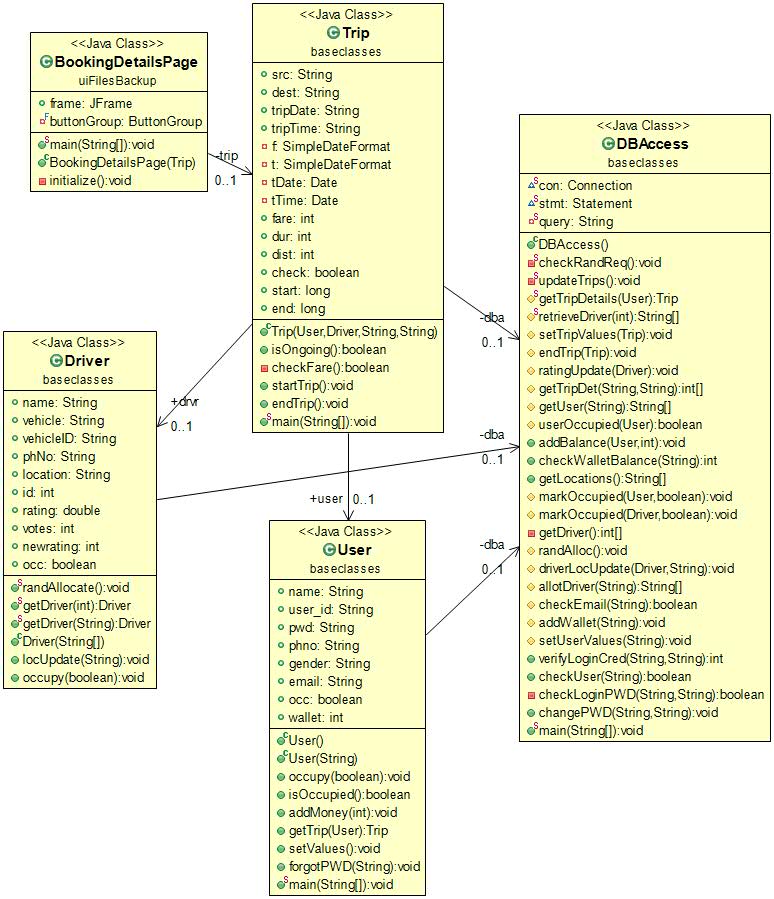 <<Java Class>>
BookingDetailsPage
uiFilesBackup
frame: JFrame
buttonGroup: ButtonGroup
main(String[]):void
BookingDetailsPage(Trip)
initialize():void
-trip
0..1
<<Java Class>>
Trip
baseclasses
src: String
dest: String
tripDate: String
tripTime: String
f: SimpleDateFormat
t: SimpleDateFormat
tDate: Date
tTime: Date
fare: int
dur: int
dist: int
check: boolean
start: long
end: long
Trip(User,Driver,String,String)
isOngoing():boolean
checkFare():boolean
startTrip():void
endTrip():void
main(String[]):void
-dba
0..1
+drvr
0..1
-dba
0..1
+user
0..1
-dba
0..1
<<Java Class>>
DBAccess
baseclasses
con: Connection
stmt: Statement
query: String
DBAccess()
checkRandReq():void
updateTrips():void
getTripDetails(User):Trip
retrieveDriver(int):String[]
setTripValues(Trip):void
endTrip(Trip):void
ratingUpdate(Driver):void
getTripDet(String,String):int[]
getUser(String):String[]
userOccupied(User):boolean
addBalance(User,int):void
checkWalletBalance(String):int
getLocations():String[]
markOccupied(User,boolean):void
markOccupied(Driver,boolean):void
getDriver():int[]
randAlloc():void
driverLocUpdate(Driver,String):void
allotDriver(String):String[]
checkEmail(String):boolean
addWallet(String):void
setUserValues(String):void
verifyLoginCred(String,String):int
checkUser(String):boolean
checkLoginPWD(String,String):boolean
changePWD(String,String):void
main(String[]):void
<<Java Class>>
Driver
baseclasses
name: String
vehicle: String
vehicleID: String
phNo: String
location: String
id: int
rating: double
votes: int
newrating: int
occ: boolean
randAllocate():void
getDriver(int):Driver
getDriver(String):Driver
Driver(String[])
locUpdate(String):void
occupy(boolean):void
<<Java Class>>
User
baseclasses
name: String
user_id: String
pwd: String
phno: String
gender: String
email: String
occ: boolean
wallet: int
User()
User(String)
occupy(boolean):void
isOccupied():boolean
addMoney(int):void
getTrip(User):Trip
setValues():void
forgotPWD(String):void
main(String[]):void